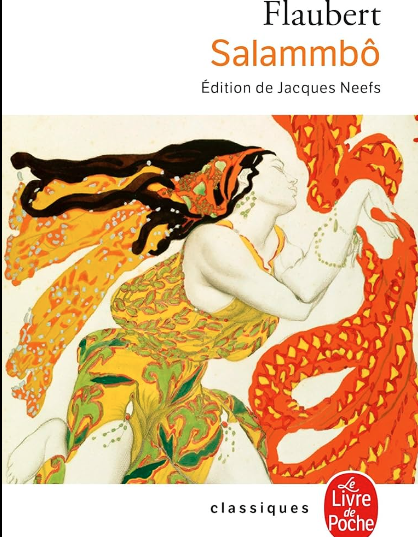 Flaubert
Salammbô
Édition de Jacques Neefs
classiques
Le
Livre
de
Poche